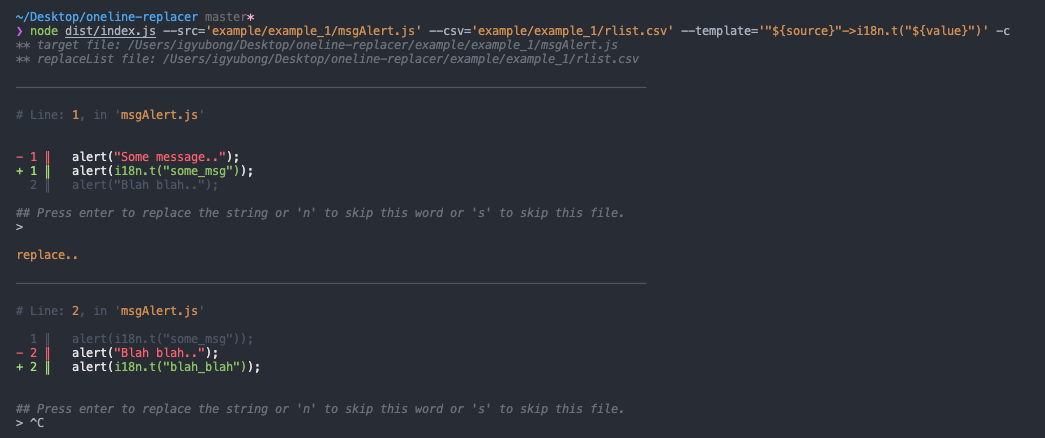 ~/Desktop/oneline-replacer master*
❯ node dist/index.js --src='example/example_1/msgAlert.js' --csv='example/example_1/rlist.csv' --template='"${source}"->i18n.t("${value}")' -c
** target file: /Users/igyubong/Desktop/oneline-replacer/example/example_1/msgAlert.js
** replaceList file: /Users/igyubong/Desktop/oneline-replacer/example/example_1/rlist.csv
# Line: 1, in 'msgAlert.js'
- 1 ‖ alert("Some message..");
+ 1 ‖ alert(i18n.t("some_msg"));
2 ‖ alert("Blah blah..");
## Press enter to replace the string or 'n' to skip this word or 's' to skip this file.
>
replace..
# Line: 2, in 'msgAlert.js'
1 ‖ alert(i18n.t("some_msg"));
- 2 ‖ alert("Blah blah..");
+ 2 ‖ alert(i18n.t("blah_blah"));
## Press enter to replace the string or 'n' to skip this word or 's' to skip this file.
> ^C